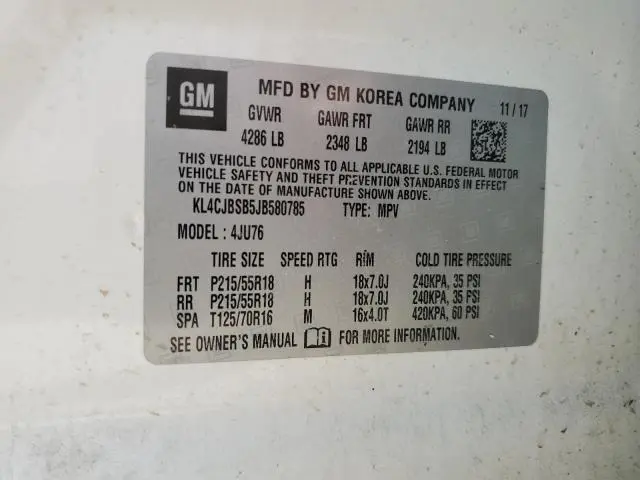 GM
MFD BY GM KOREA COMPANY 11 / 17
GVWR GAWR FRT GAWR RR
4286 LB 2348 LB 2194 LB
THIS VEHICLE CONFORMS TO ALL APPLICABLE U.S. FEDERAL MOTOR
VEHICLE SAFETY AND THEFT PREVENTION STANDARDS IN EFFECT
ON THE DATE OF MANUFACTURE SHOWN ABOVE.
KL4CJBSB5JB580785 TYPE: MPV
MODEL : 4JU76
TIRE SIZE SPEED RTG RIM COLD TIRE PRESSURE
FRT P215/55R18 H 18x7.0J 240KPA, 35 PSI
RR P215/55R18 H 18x7.0J 240KPA, 35 PSI
SPA T125/70R16 M 16x4.0T 420KPA, 60 PSI
SEE OWNER'S MANUAL FOR MORE INFORMATION.